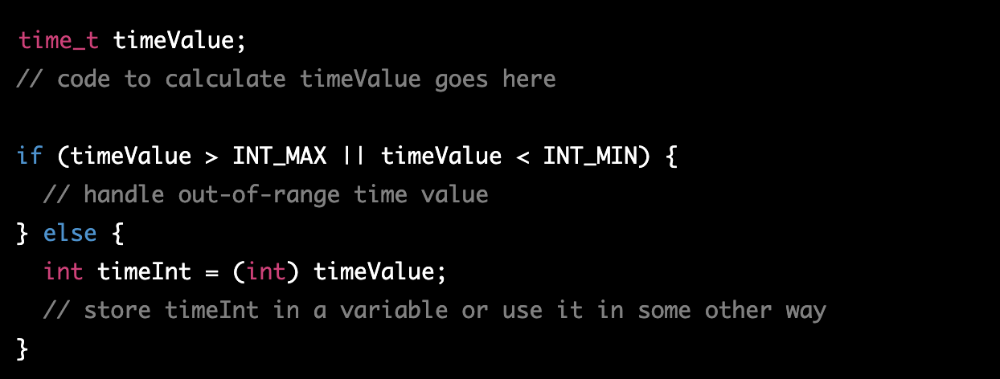 time_t timeValue;
// code to calculate timeValue goes here
if (timeValue > INT_MAX || timeValue < INT_MIN) {
// handle out-of-range time value
} else {
int timeInt = (int) timeValue;
// store timeInt in a variable or use it in some other way
}